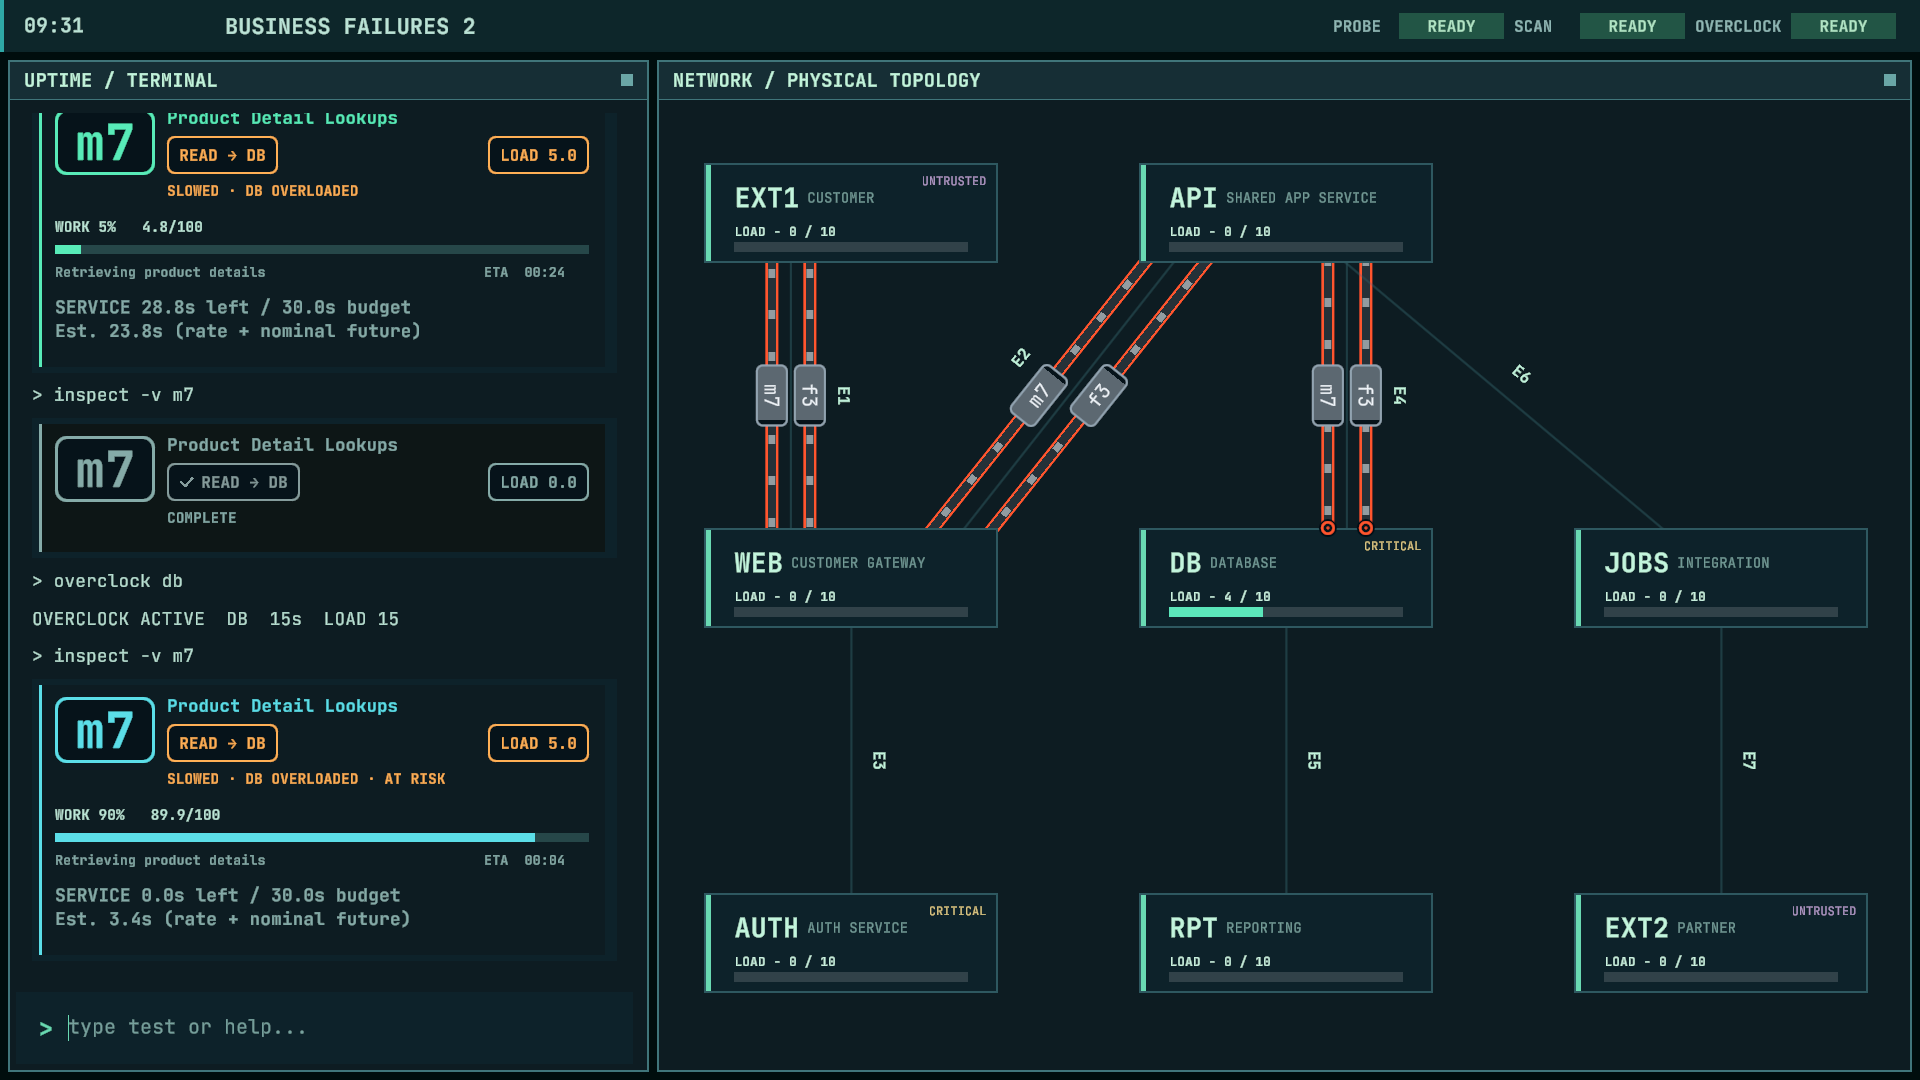 09:31
BUSINESS FAILURES 2
PROBE READY SCAN READY OVERCLOCK READY
UPTIME / TERMINAL
m7
Product Detail Lookups
READ → DB
LOAD 5.0
SLOWED · DB OVERLOADED
WORK 5% 4.8/100
Retrieving product details ETA 00:24
SERVICE 28.8s left / 30.0s budget
Est. 23.8s (rate + nominal future)
> inspect -v m7
m7
Product Detail Lookups
✓ READ → DB
LOAD 0.0
COMPLETE
> overclock db
OVERCLOCK ACTIVE DB 15s LOAD 15
> inspect -v m7
m7
Product Detail Lookups
READ → DB
LOAD 5.0
SLOWED · DB OVERLOADED · AT RISK
WORK 90% 89.9/100
Retrieving product details ETA 00:04
SERVICE 0.0s left / 30.0s budget
Est. 3.4s (rate + nominal future)
> type test or help...
NETWORK / PHYSICAL TOPOLOGY
UNTRUSTED
EXT1 CUSTOMER
LOAD - 0 / 10
API SHARED APP SERVICE
LOAD - 0 / 10
m7
f3
E1
E2
m7
f3
m7
f3
E4
E6
WEB CUSTOMER GATEWAY
LOAD - 0 / 10
CRITICAL
DB DATABASE
LOAD - 4 / 10
JOBS INTEGRATION
LOAD - 0 / 10
E3
E5
E7
CRITICAL
AUTH AUTH SERVICE
LOAD - 0 / 10
RPT REPORTING
LOAD - 0 / 10
UNTRUSTED
EXT2 PARTNER
LOAD - 0 / 10